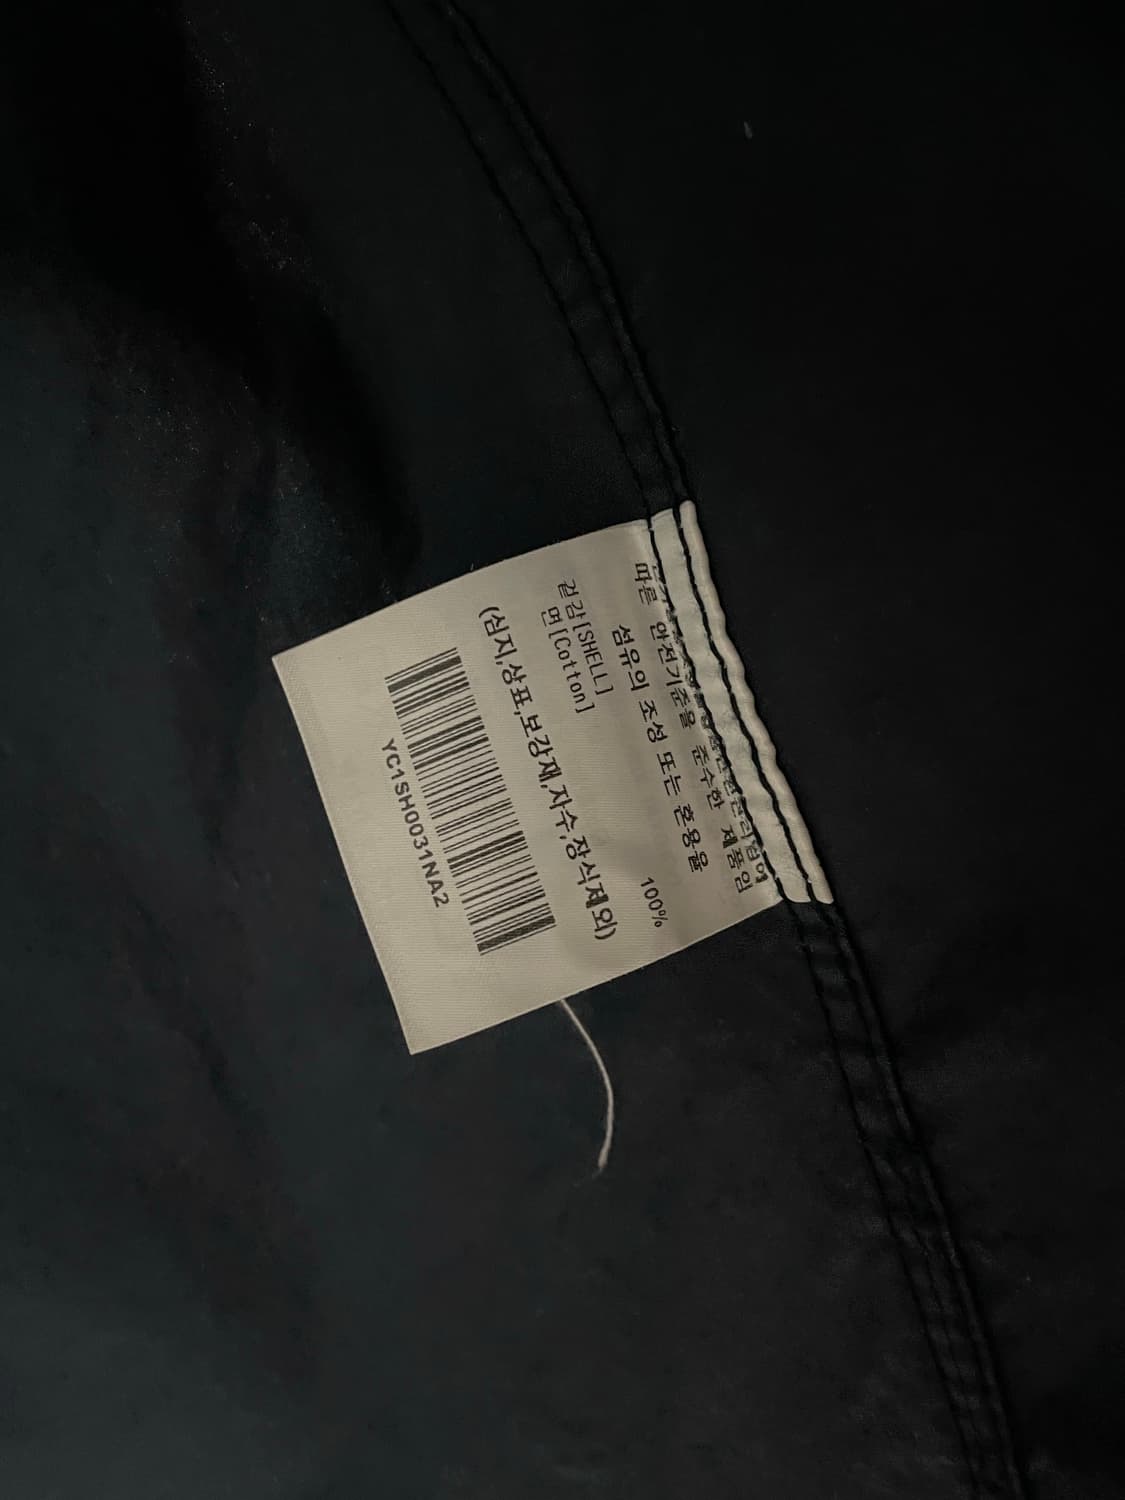 따른 안전기준을 준수한 제품임
섬유의 조성 또는 혼용율
겉감[SHELL]
면[Cotton] 100%
(심지,상표,보강재,자수,장식제외)
YC1SH0031NA2